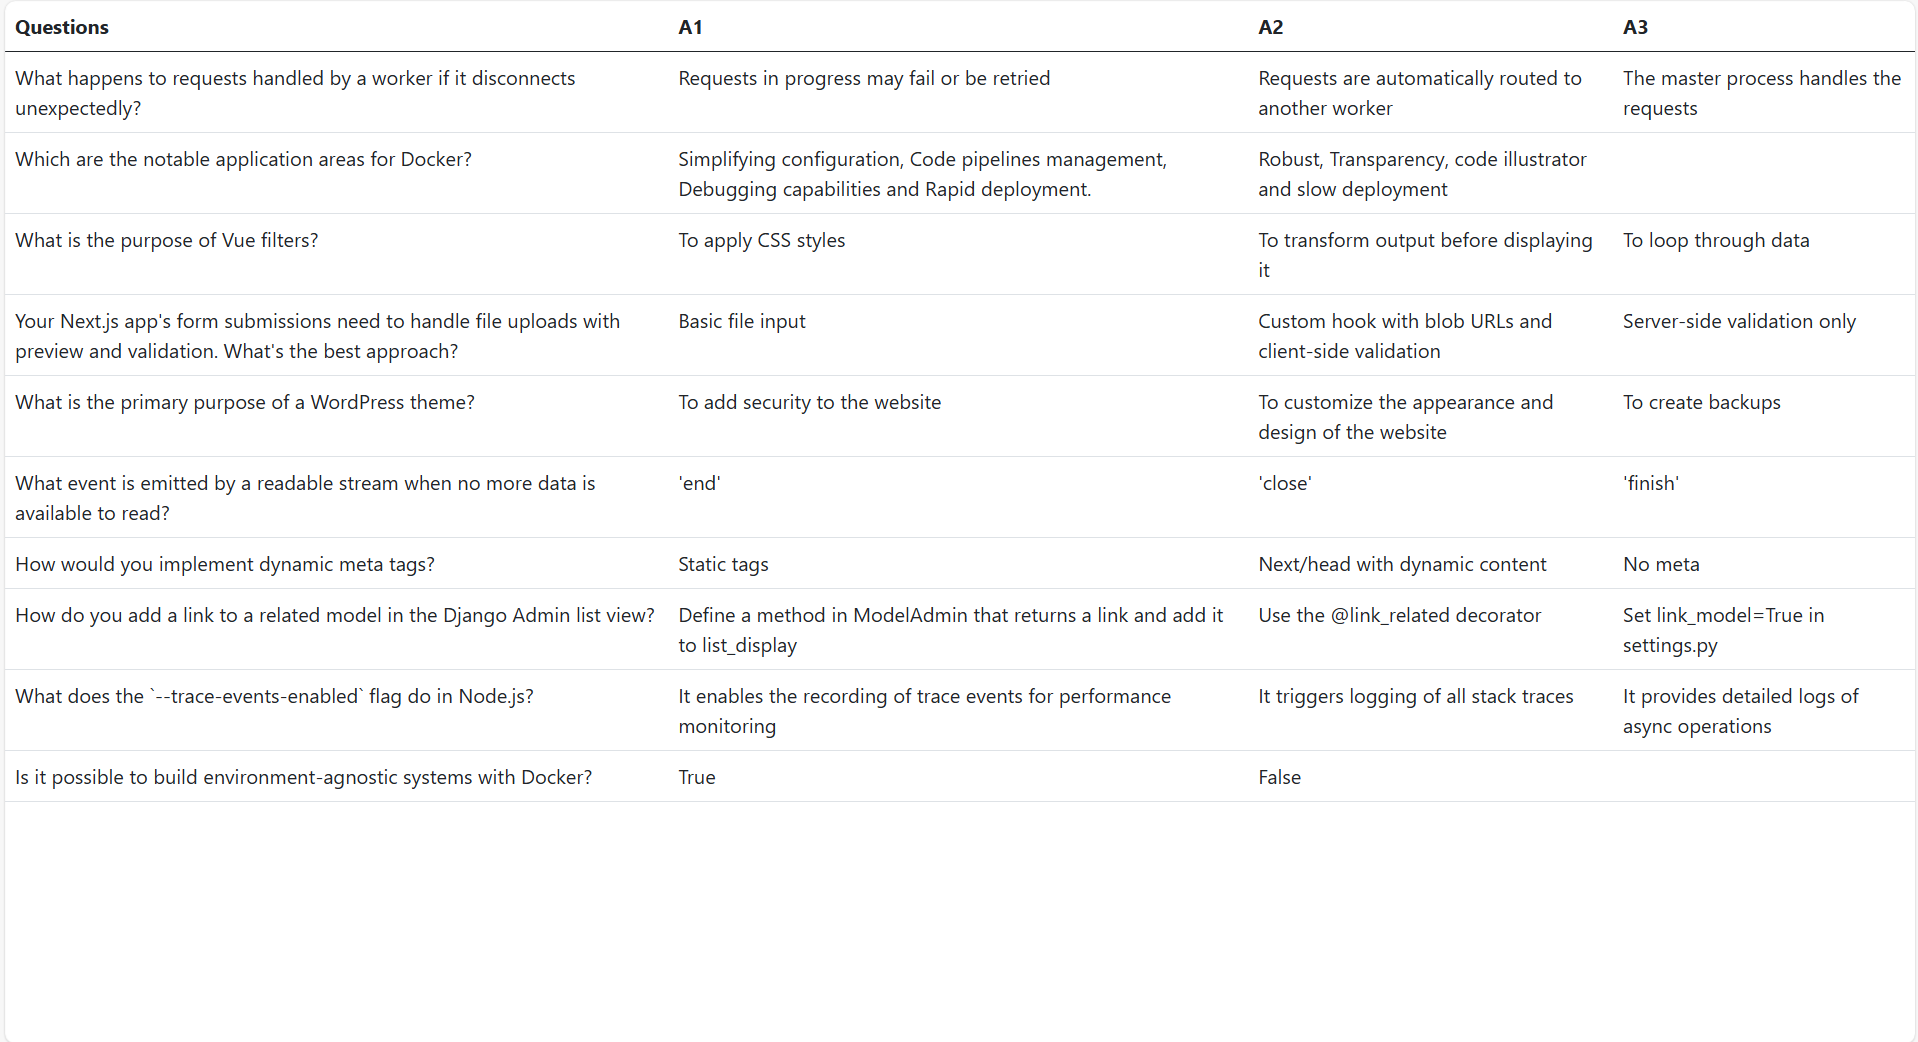 Questions A1 A2 A3
What happens to requests handled by a worker if it disconnects Requests in progress may fail or be retried Requests are automatically routed to The master process handles the
unexpectedly? another worker requests
Which are the notable application areas for Docker? Simplifying configuration, Code pipelines management, Robust, Transparency, code illustrator
Debugging capabilities and Rapid deployment. and slow deployment
What is the purpose of Vue filters? To apply CSS styles To transform output before displaying To loop through data
it
Your Next.js app's form submissions need to handle file uploads with Basic file input Custom hook with blob URLs and Server-side validation only
preview and validation. What's the best approach? client-side validation
What is the primary purpose of a WordPress theme? To add security to the website To customize the appearance and To create backups
design of the website
What event is emitted by a readable stream when no more data is 'end' 'close' 'finish'
available to read?
How would you implement dynamic meta tags? Static tags Next/head with dynamic content No meta
How do you add a link to a related model in the Django Admin list view? Define a method in ModelAdmin that returns a link and add it Use the @link_related decorator Set link_model=True in
to list_display settings.py
What does the `--trace-events-enabled` flag do in Node.js? It enables the recording of trace events for performance It triggers logging of all stack traces It provides detailed logs of
monitoring async operations
Is it possible to build environment-agnostic systems with Docker? True False